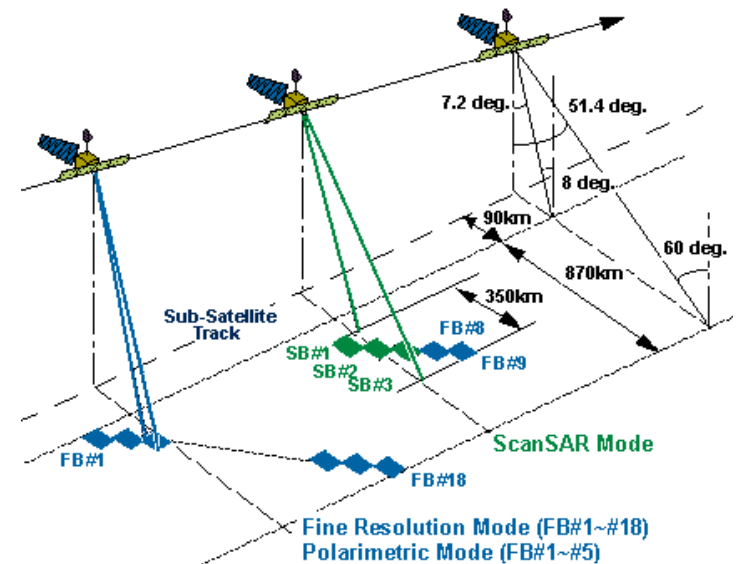 7.2 deg.
51.4 deg.
8 deg.
90km
60 deg.
870km
350km
Sub-Satellite
Track
FB#8
SB#1
FB#9
SB#2
SB#3
ScanSAR Mode
FB#1
FB#18
Fine Resolution Mode (FB#1~#18)
Polarimetric Mode (FB#1~#5)